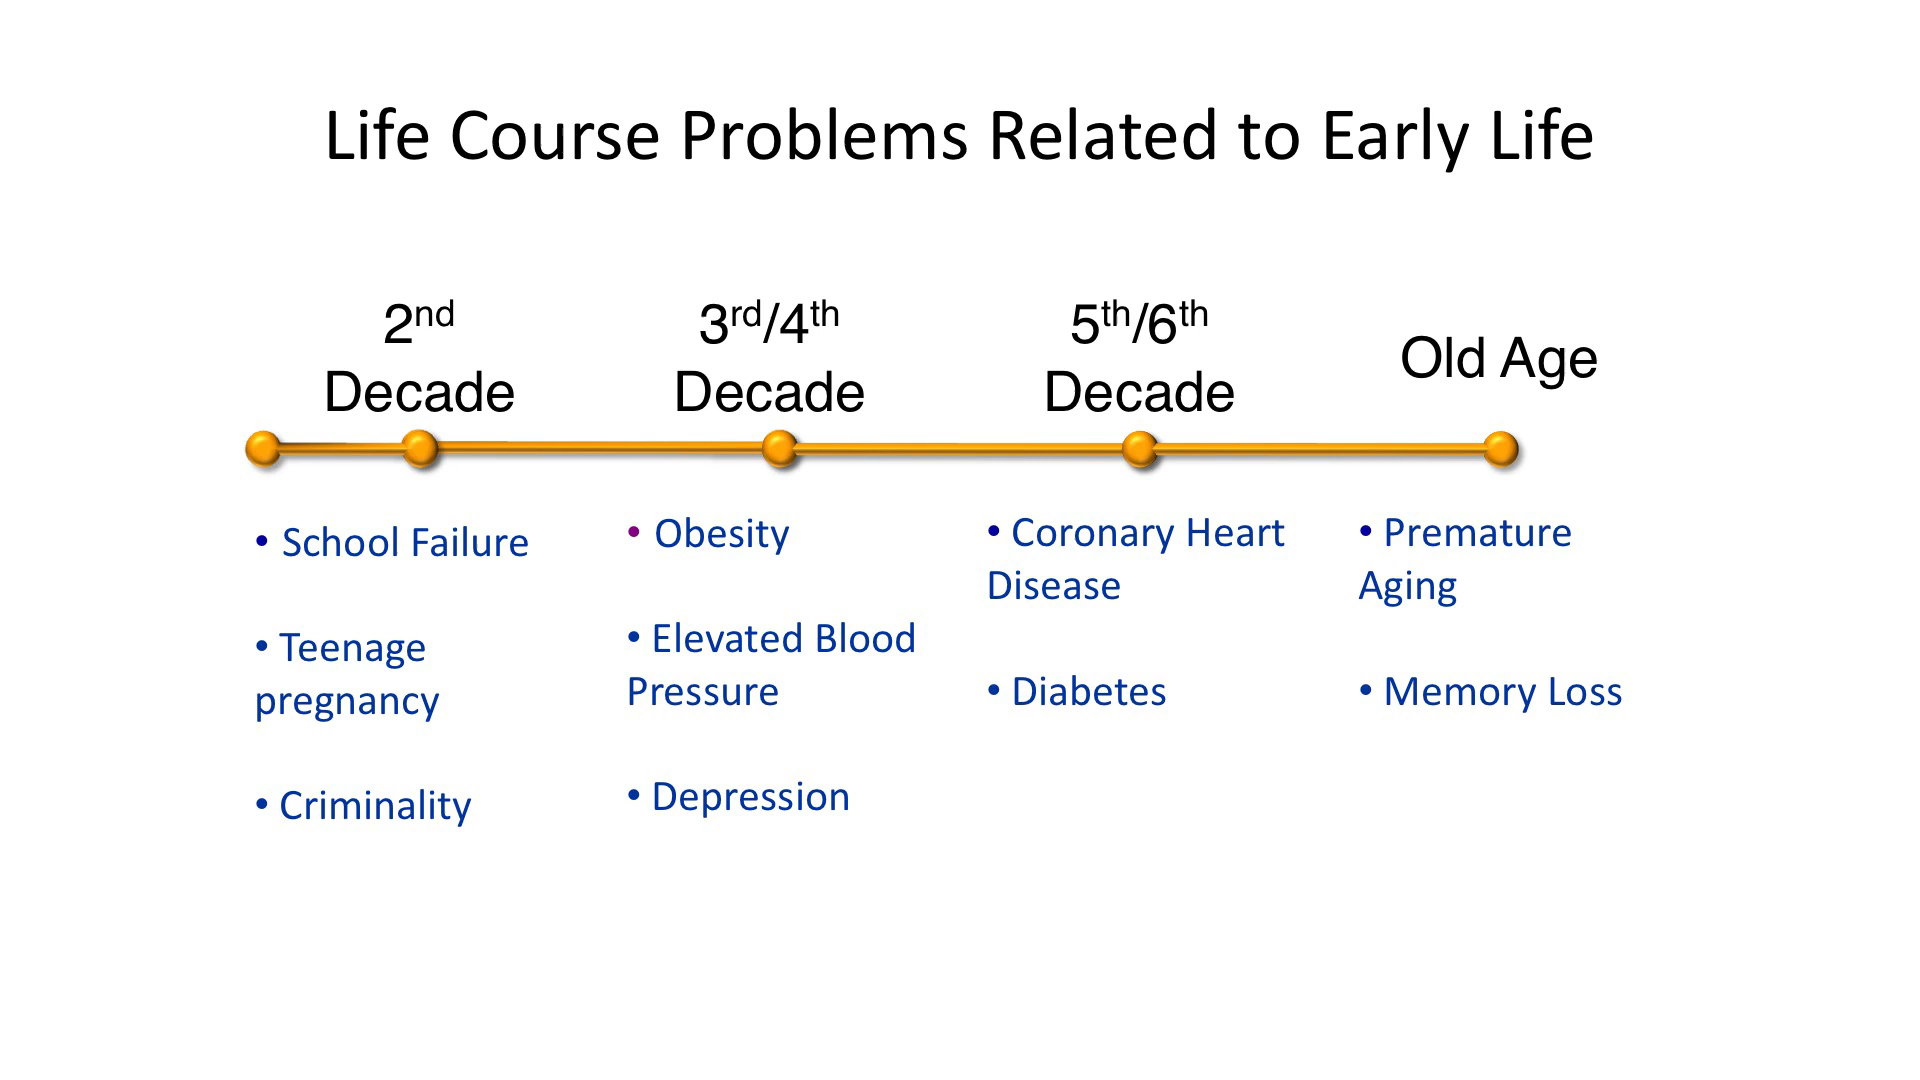 Life Course Problems Related to Early Life
2nd
Decade
3rd/4th
Decade
5th/6th
Decade
Old Age
• School Failure
• Teenage
pregnancy
• Criminality
• Obesity
• Elevated Blood
Pressure
• Depression
• Coronary Heart
Disease
• Diabetes
• Premature
Aging
• Memory Loss